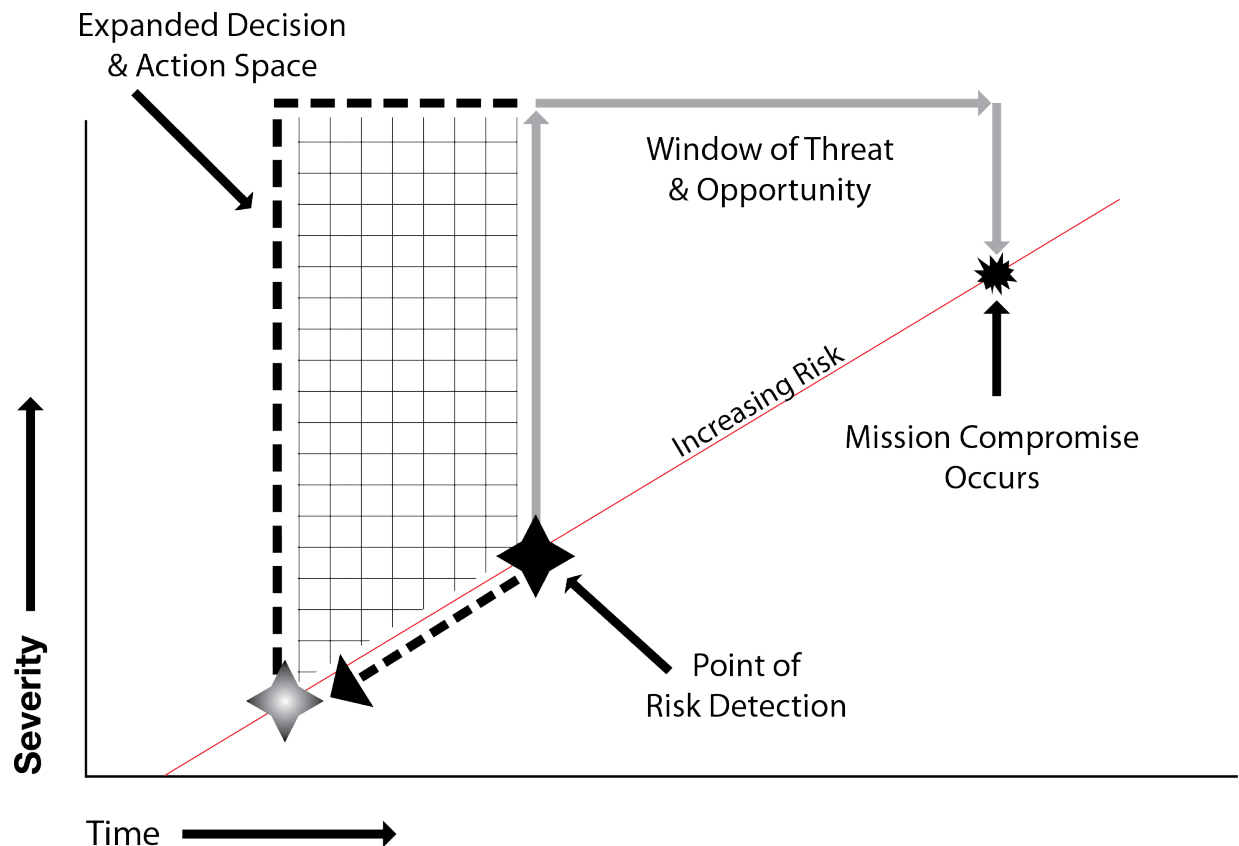 Expanded Decision
& Action Space
Window of Threat
& Opportunity
Increasing Risk
Mission Compromise
Occurs
Point of
Risk Detection
Severity
Time